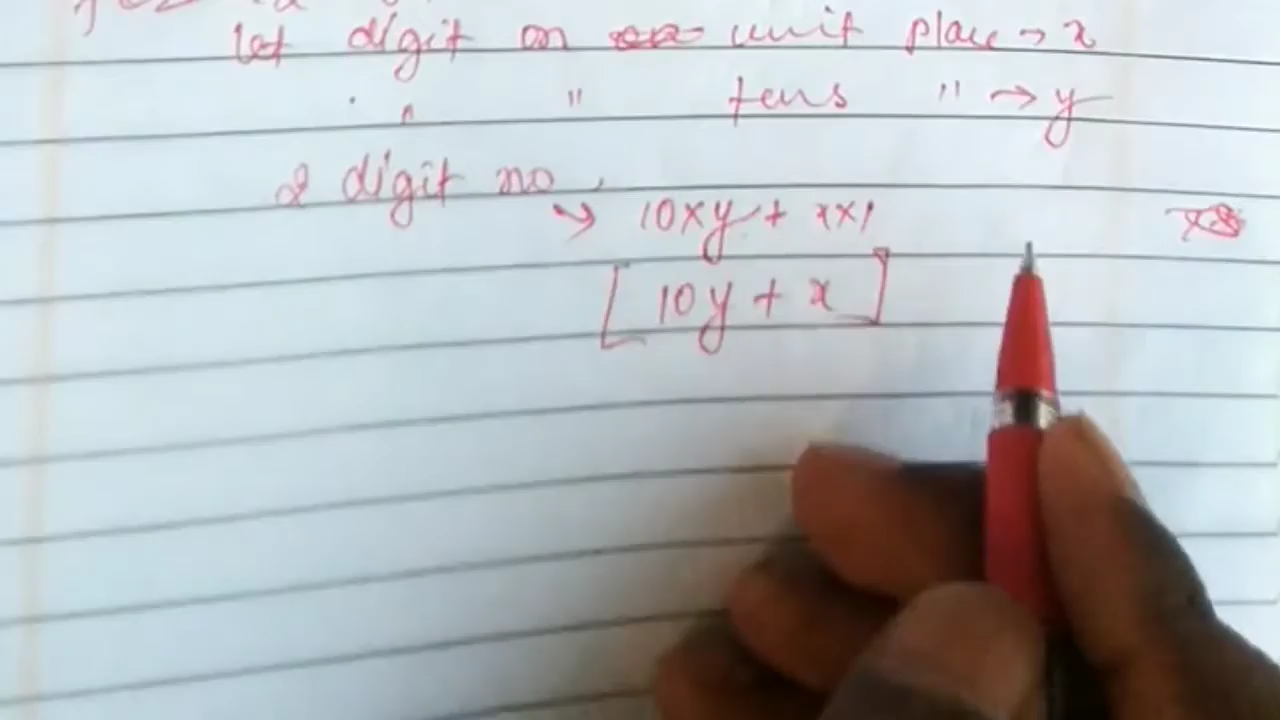 let digit on unit place → x
" " tens " → y
2 digit no.
→ 10×y + x×1
[ 10y + x ]